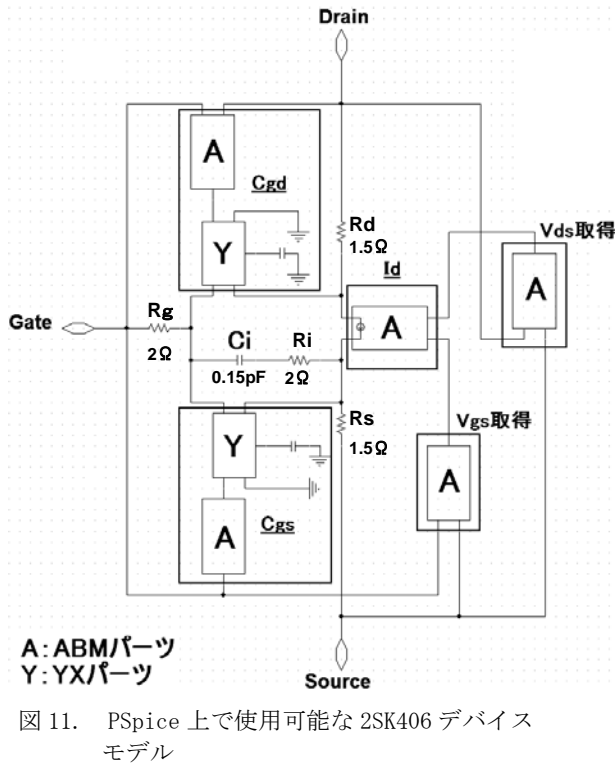 Drain
A
Cgd
Y
Rd
1.5Ω
Id
A
Vds取得
A
Gate
Rg
2Ω
Ci
0.15pF
Ri
2Ω
Rs
1.5Ω
Vgs取得
A
Y
A
Cgs
A:ABMパーツ
Y:YXパーツ
Source
図 11. PSpice 上で使用可能な 2SK406 デバイス
モデル